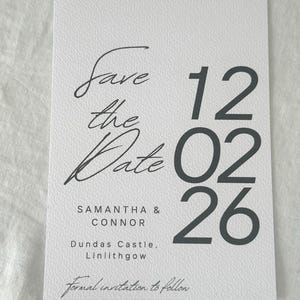 Save
the
Date
12
02
26
SAMANTHA &
CONNOR
Dundas Castle,
Linlithgow
Formal invitation to follow